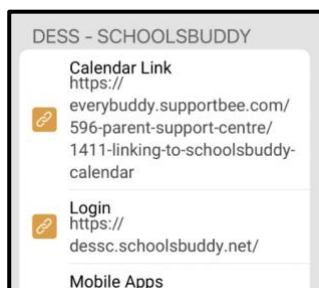 DESS - SCHOOLSBUDDY
Calendar Link
https://
everybuddy.supportbee.com/
596-parent-support-centre/
1411-linking-to-schoolsbuddy-
calendar
Login
https://
dessc.schoolsbuddy.net/
Mobile Apps